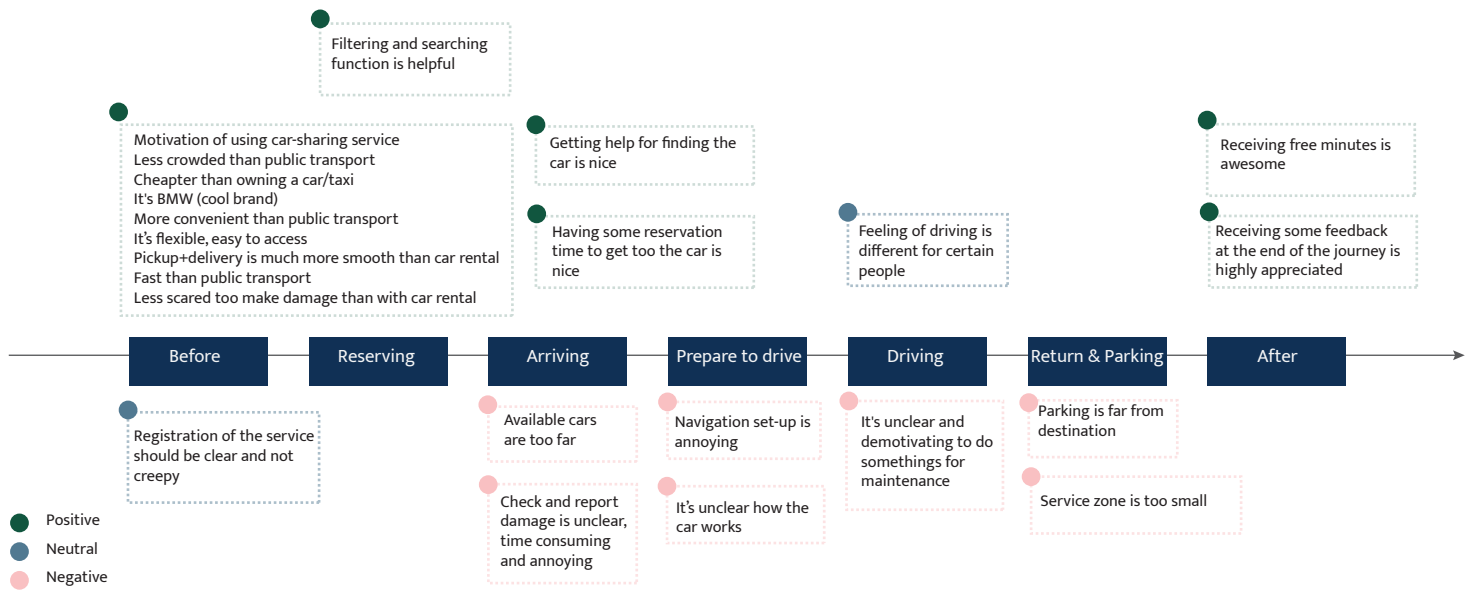 Filtering and searching
function is helpful
Motivation of using car-sharing service
Less crowded than public transport
Cheapter than owning a car/taxi
It's BMW (cool brand)
More convenient than public transport
It’s flexible, easy to access
Pickup+delivery is much more smooth than car rental
Fast than public transport
Less scared too make damage than with car rental
Getting help for finding the
car is nice
Having some reservation
time to get too the car is
nice
Feeling of driving is
different for certain
people
Receiving free minutes is
awesome
Receiving some feedback
at the end of the journey is
highly appreciated
Before
Reserving
Arriving
Prepare to drive
Driving
Return & Parking
After
Registration of the service
should be clear and not
creepy
Available cars
are too far
Check and report
damage is unclear,
time consuming
and annoying
Navigation set-up is
annoying
It’s unclear how the
car works
It's unclear and
demotivating to do
somethings for
maintenance
Parking is far from
destination
Service zone is too small
Positive
Neutral
Negative